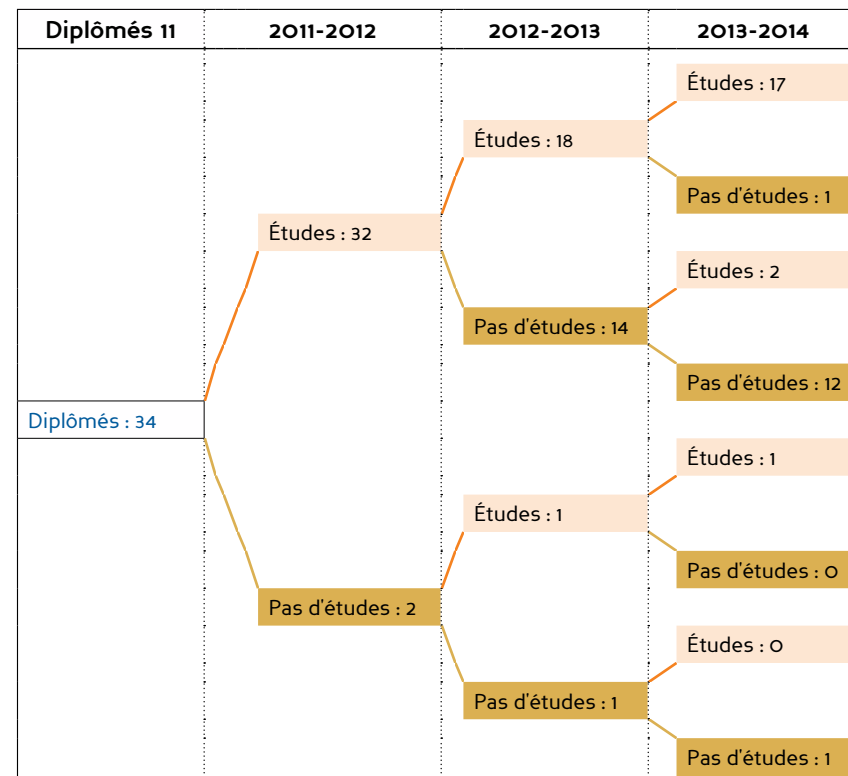 Diplômés 11 2011-2012 2012-2013 2013-2014
Études : 17
Études : 18
Pas d'études : 1
Études : 32
Études : 2
Pas d'études : 14
Pas d'études : 12
Diplômés : 34
Études : 1
Études : 1
Pas d'études : 0
Pas d'études : 2
Études : 0
Pas d'études : 1
Pas d'études : 1